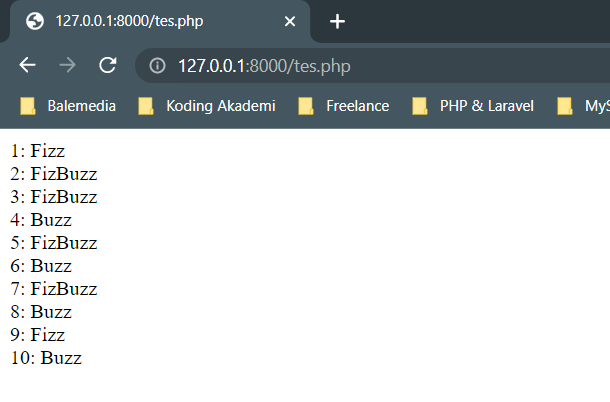 127.0.0.1:8000/tes.php
127.0.0.1:8000/tes.php
Balemedia Koding Akademi Freelance PHP & Laravel MyS
1: Fizz
2: FizBuzz
3: FizBuzz
4: Buzz
5: FizBuzz
6: Buzz
7: FizBuzz
8: Buzz
9: Fizz
10: Buzz